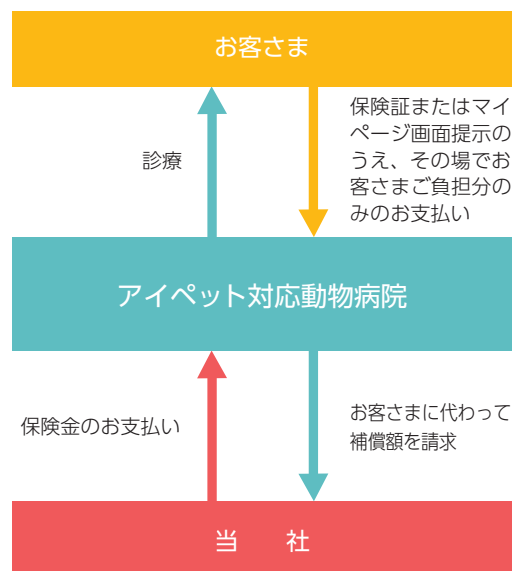 お客さま
診療
保険証またはマイ
ページ画面提示の
うえ、その場でお
客さまご負担分の
みのお支払い
アイペット対応動物病院
保険金のお支払い
お客さまに代わって
補償額を請求
当　社